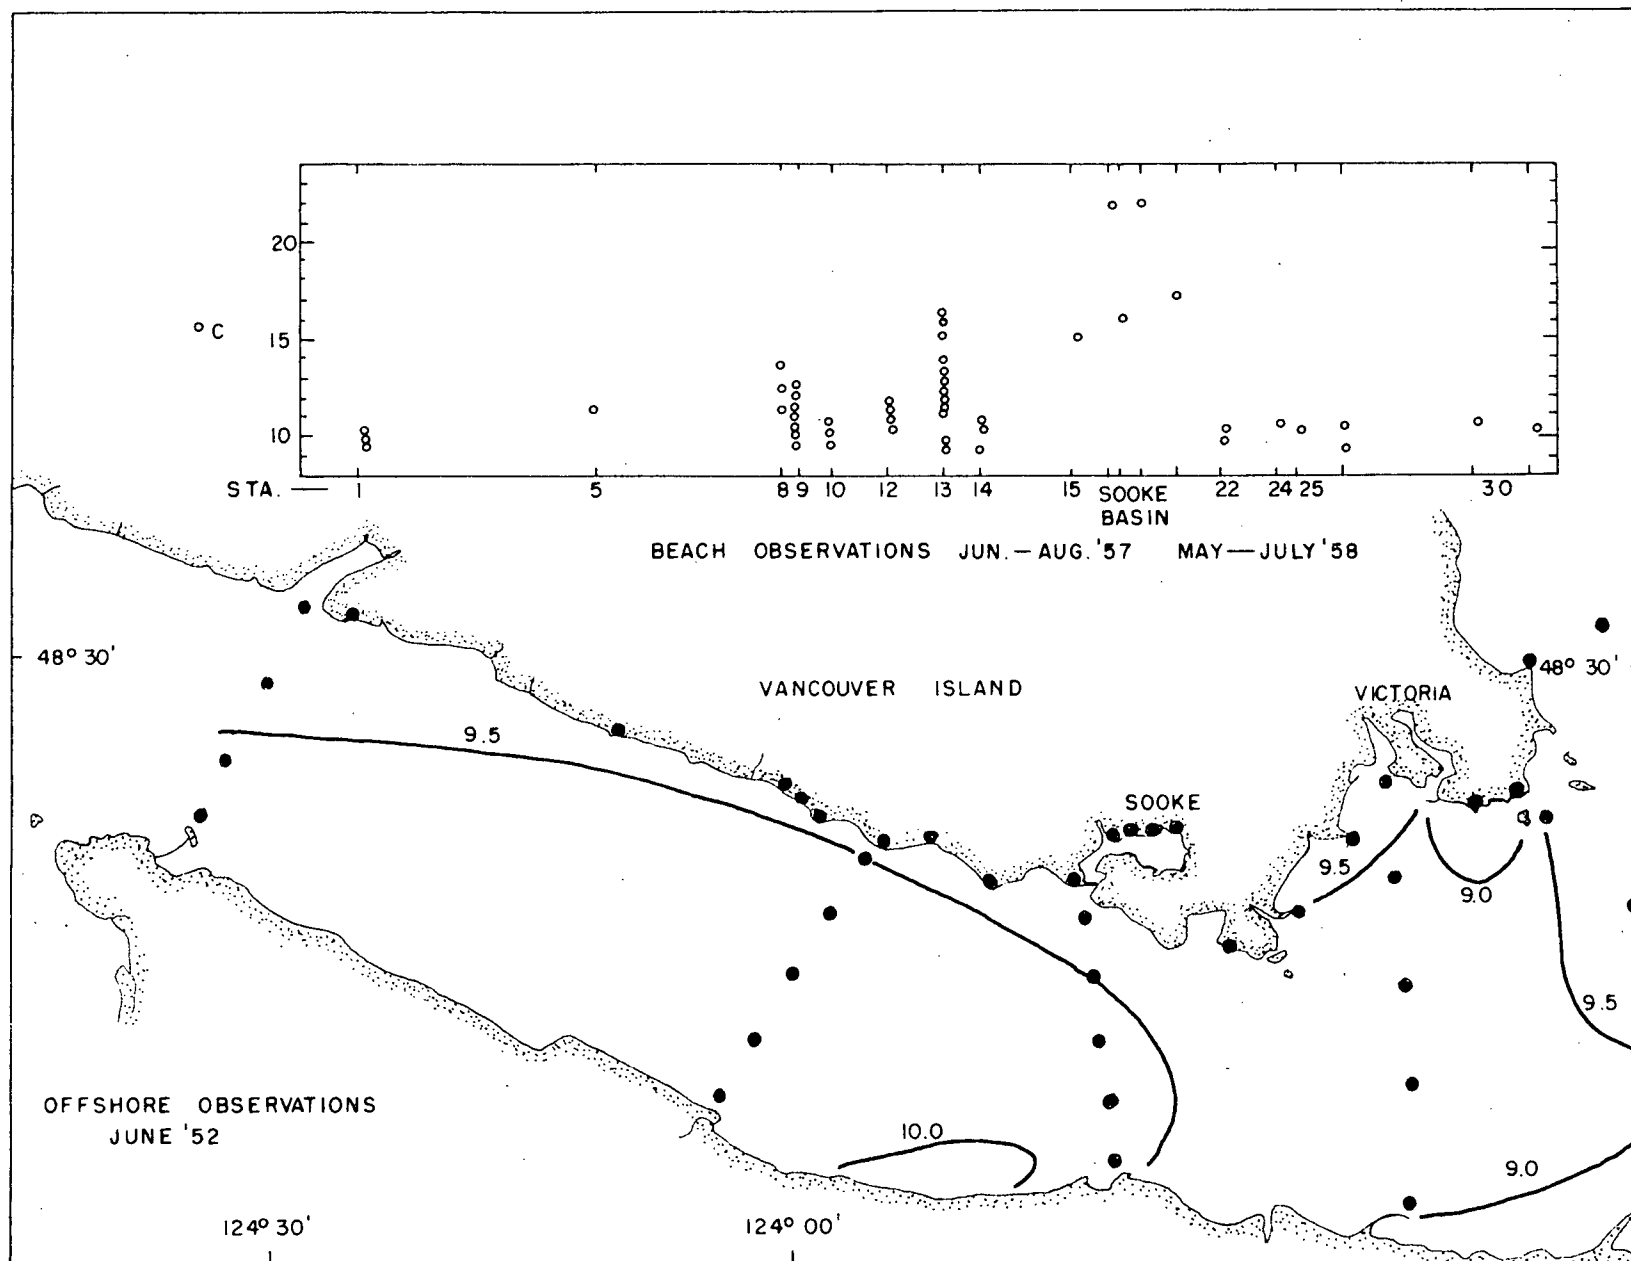 20
° C
15
10
STA. — 1 5 8 9 10 12 13 14 15 SOOKE BASIN 22 24 25 30
BEACH OBSERVATIONS JUN.—AUG.'57 MAY—JULY'58
48° 30'
48° 30'
VANCOUVER ISLAND
VICTORIA
9.5
SOOKE
9.5
9.0
9.5
OFFSHORE OBSERVATIONS
JUNE '52
10.0
9.0
124° 30'
124° 00'